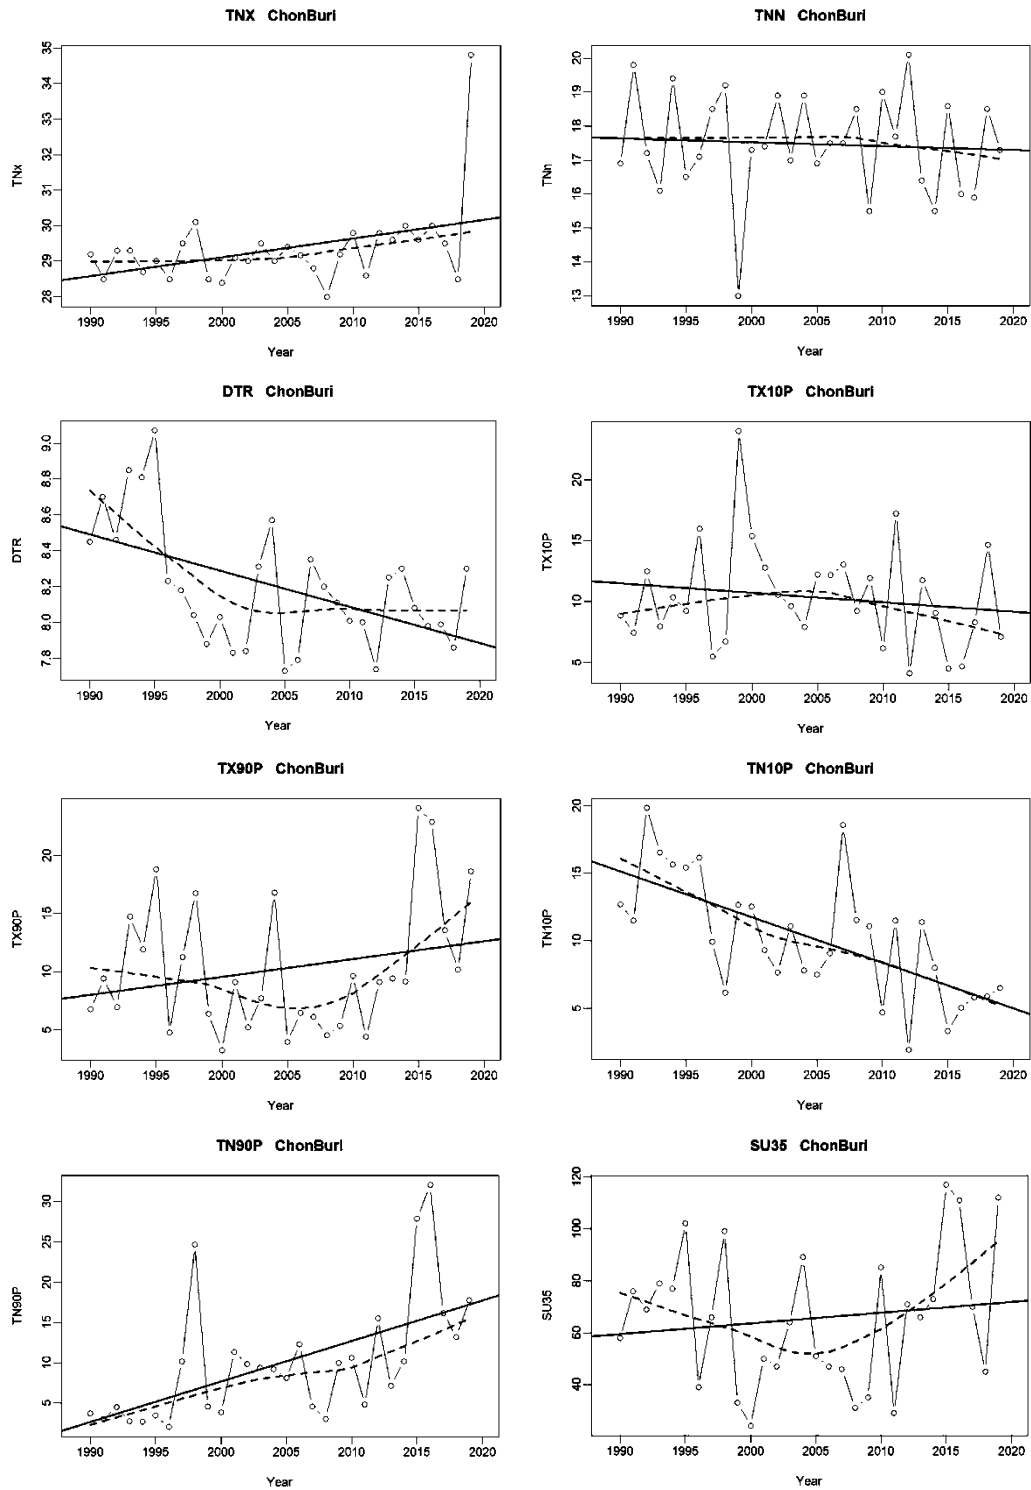 TNX ChonBuri
TNx
35
34
33
32
31
30
29
28
1990 1995 2000 2005 2010 2015 2020
Year
TNN ChonBuri
TNn
20
19
18
17
16
15
14
13
1990 1995 2000 2005 2010 2015 2020
Year
DTR ChonBuri
DTR
9.0
8.8
8.6
8.4
8.2
8.0
7.8
1990 1995 2000 2005 2010 2015 2020
Year
TX10P ChonBuri
TX10P
20
15
10
5
1990 1995 2000 2005 2010 2015 2020
Year
TX90P ChonBuri
TX90P
20
15
10
5
1990 1995 2000 2005 2010 2015 2020
Year
TN10P ChonBuri
TN10P
20
15
10
5
1990 1995 2000 2005 2010 2015 2020
Year
TN90P ChonBuri
TN90P
30
25
20
15
10
5
1990 1995 2000 2005 2010 2015 2020
Year
SU35 ChonBuri
SU35
120
100
80
60
40
1990 1995 2000 2005 2010 2015 2020
Year